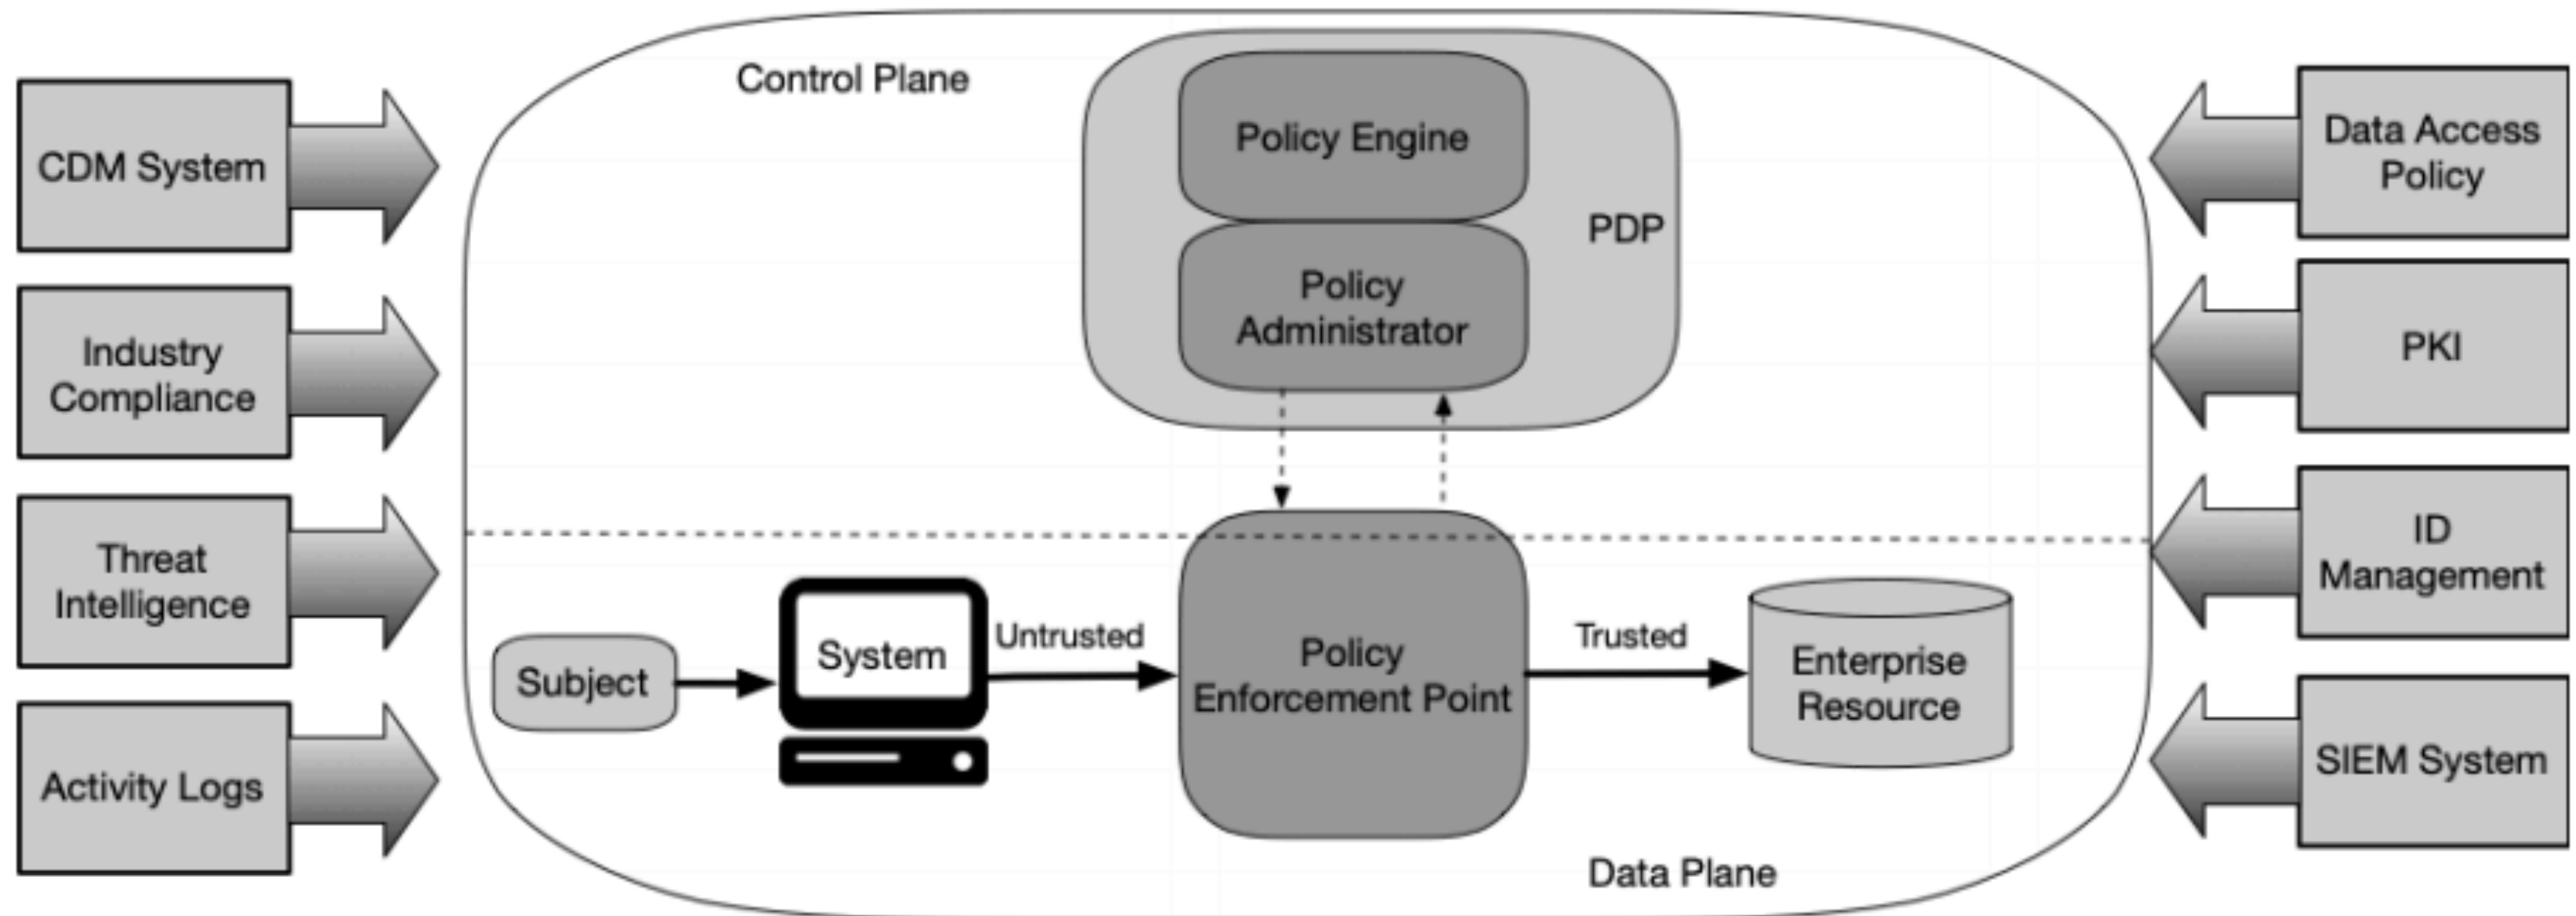 CDM System
Industry
Compliance
Threat
Intelligence
Activity Logs
Control Plane
Policy Engine
Policy
Administrator
PDP
Subject
System
Untrusted
Policy
Enforcement Point
Trusted
Enterprise
Resource
Data Plane
Data Access
Policy
PKI
ID
Management
SIEM System